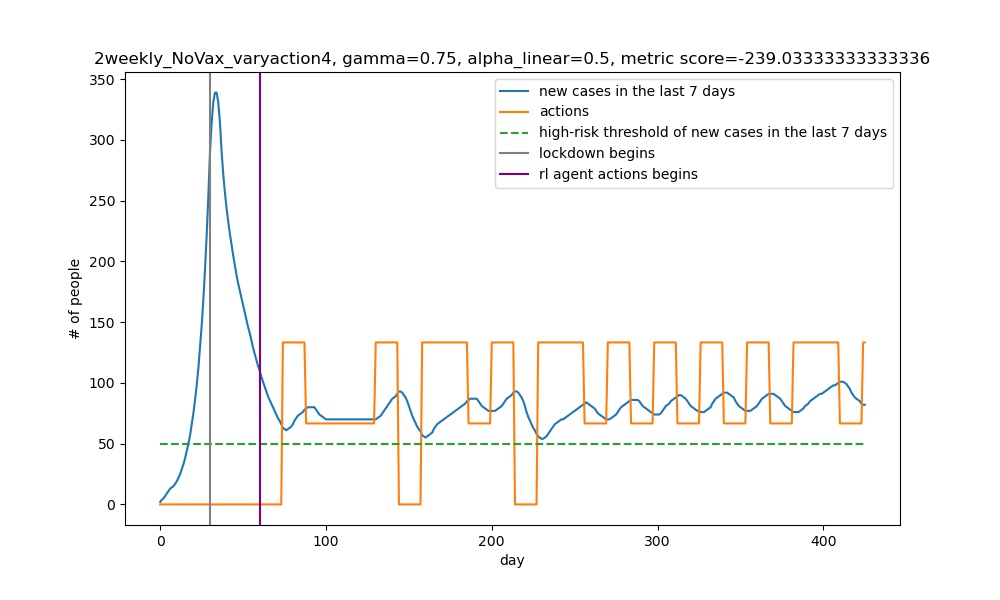 2weekly_NoVax_varyaction4, gamma=0.75, alpha_linear=0.5, metric score=-239.03333333333336
new cases in the last 7 days
actions
high-risk threshold of new cases in the last 7 days
lockdown begins
rl agent actions begins
# of people
350
300
250
200
150
100
50
0
0 100 200 300 400
day